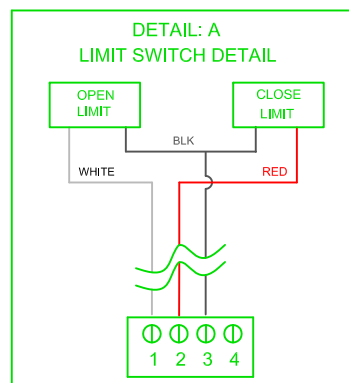 DETAIL: A
LIMIT SWITCH DETAIL
OPEN
LIMIT
CLOSE
LIMIT
BLK
WHITE
RED
1 2 3 4